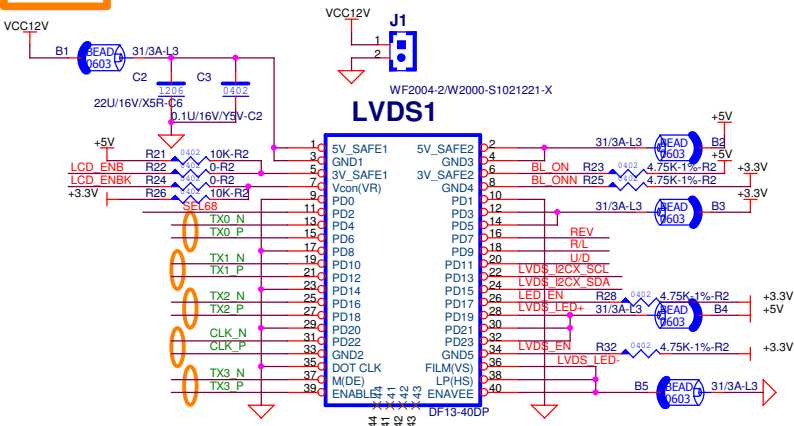 VCC12V
VCC12V
J1
1
2
WF2004-2/W2000-S1021221-X
B1
BEAD
0603
31/3A-L3
C2
1206
22U/16V/X5R-C6
C3
0402
0.1U/16V/Y5V-C2
LVDS1
+5V
R21 0402 10K-R2
LCD_ENB R22 0402 0-R2
LCD_ENBK R24 0402 0-R2
+3.3V R26 0402 10K-R2
SEL68
TX0_N
TX0_P
TX1_N
TX1_P
TX2_N
TX2_P
CLK_N
CLK_P
TX3_N
TX3_P
1 5V_SAFE1 5V_SAFE2 2
3 GND1 GND3 4
5 3V_SAFE1 3V_SAFE2 6
7 Vcon(VR) GND4 8
9 PD0 PD1 10
11 PD2 PD3 12
13 PD4 PD5 14
15 PD6 PD7 16
17 PD8 PD9 18
19 PD10 PD11 20
21 PD12 PD13 22
23 PD14 PD15 24
25 PD16 PD17 26
27 PD18 PD19 28
29 PD20 PD21 30
31 PD22 PD23 32
33 GND2 GND5 34
35 DOT CLK FILM(VS) 36
37 M(DE) LP(HS) 38
39 ENABLE ENAVEE 40
44 41 42 43
44 41 42 43
DF13-40DP
31/3A-L3 BEAD 0603 B2 +5V
BL_ON R23 0402 4.75K-1%-R2 +5V
BL_ONN R25 0402 4.75K-1%-R2 +3.3V
31/3A-L3 BEAD 0603 B3 +3.3V
REV
R/L
U/D
LVDS_I2CX_SCL
LVDS_I2CX_SDA
LED_EN R28 0402 4.75K-1%-R2 +3.3V
LVDS_LED+ 31/3A-L3 BEAD 0603 B4 +5V
LVDS_EN R32 0402 4.75K-1%-R2 +3.3V
LVDS_LED-
B5 BEAD 0603 31/3A-L3